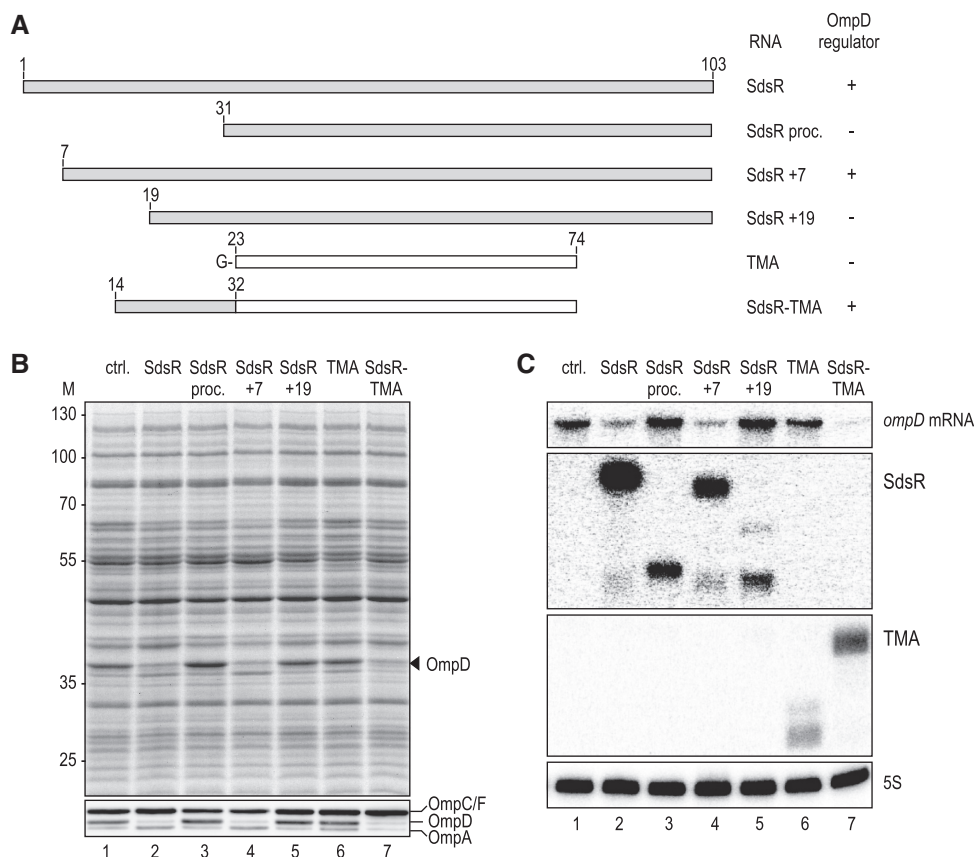 A
RNA
OmpD regulator
1 103
SdsR +
31
SdsR proc. -
7
SdsR +7 +
19
SdsR +19 -
23 74
G-
TMA -
14 32
SdsR-TMA +
B
M ctrl. SdsR SdsR proc. SdsR +7 SdsR +19 TMA SdsR-TMA
130
100
70
55
35
25
OmpD
OmpC/F
OmpD
OmpA
1 2 3 4 5 6 7
C
ctrl. SdsR SdsR proc. SdsR +7 SdsR +19 TMA SdsR-TMA
ompD mRNA
SdsR
TMA
5S
1 2 3 4 5 6 7